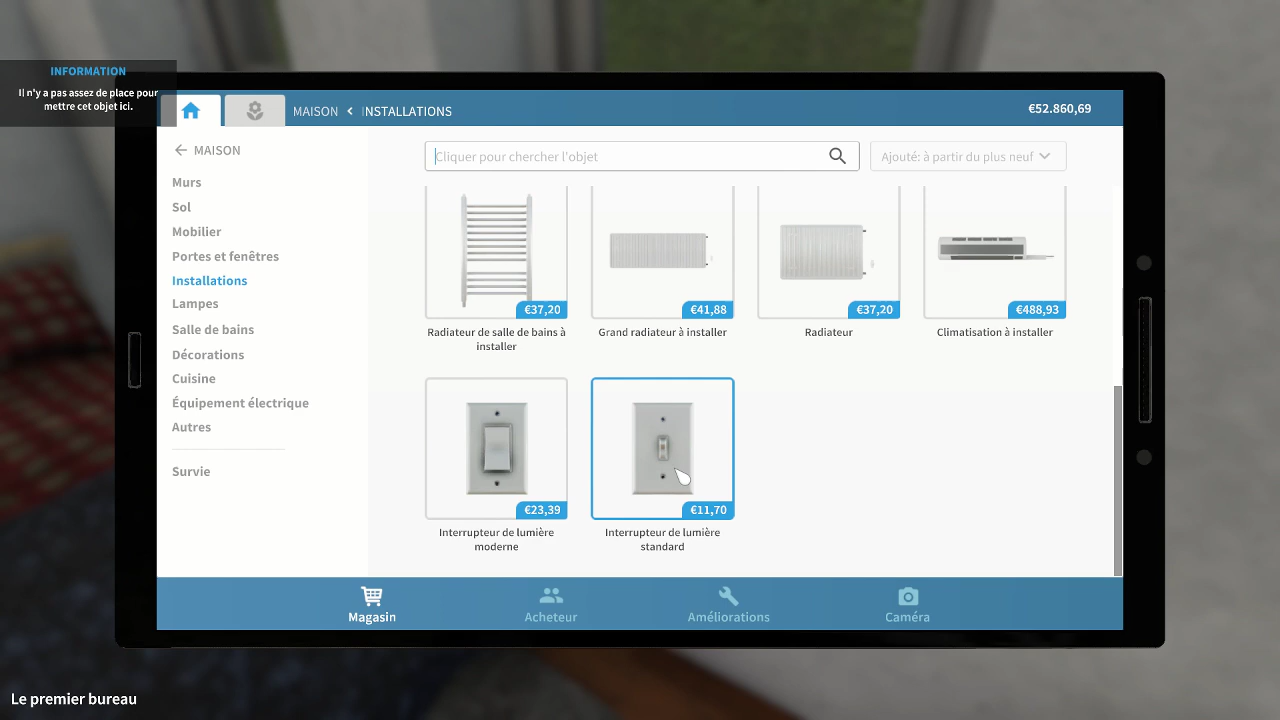 INFORMATION
Il n'y a pas assez de place pour
mettre cet objet ici.
MAISON < INSTALLATIONS
€52.860,69
← MAISON
Murs
Sol
Mobilier
Portes et fenêtres
Installations
Lampes
Salle de bains
Décorations
Cuisine
Équipement électrique
Autres
Survie
Cliquer pour chercher l'objet
Ajouté: à partir du plus neuf
€37,20
€41,88
€37,20
€488,93
Radiateur de salle de bains à
installer
Grand radiateur à installer
Radiateur
Climatisation à installer
€23,39
€11,70
Interrupteur de lumière
moderne
Interrupteur de lumière
standard
Magasin
Acheteur
Améliorations
Caméra
Le premier bureau